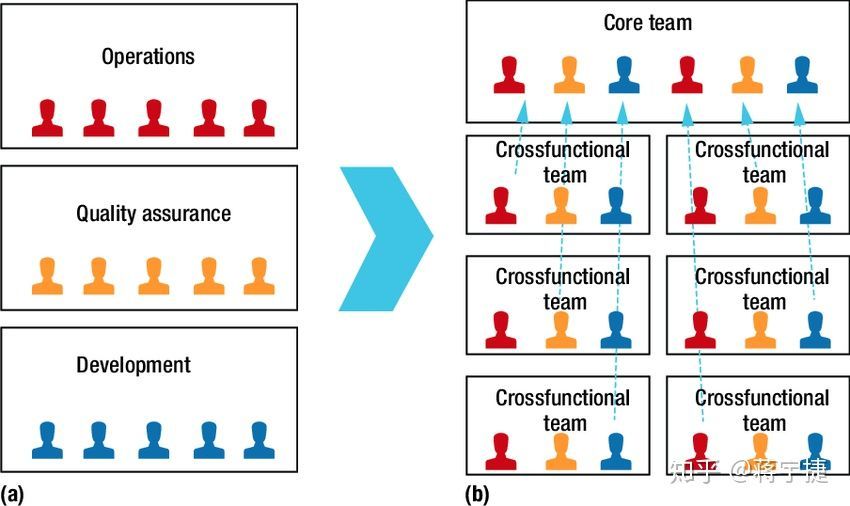 Operations
Quality assurance
Development
(a)
Core team
Crossfunctional
team
Crossfunctional
team
Crossfunctional
team
Crossfunctional
team
Crossfunctional
team
Crossfunctional
team
(b)
知乎 @蒋宇捷